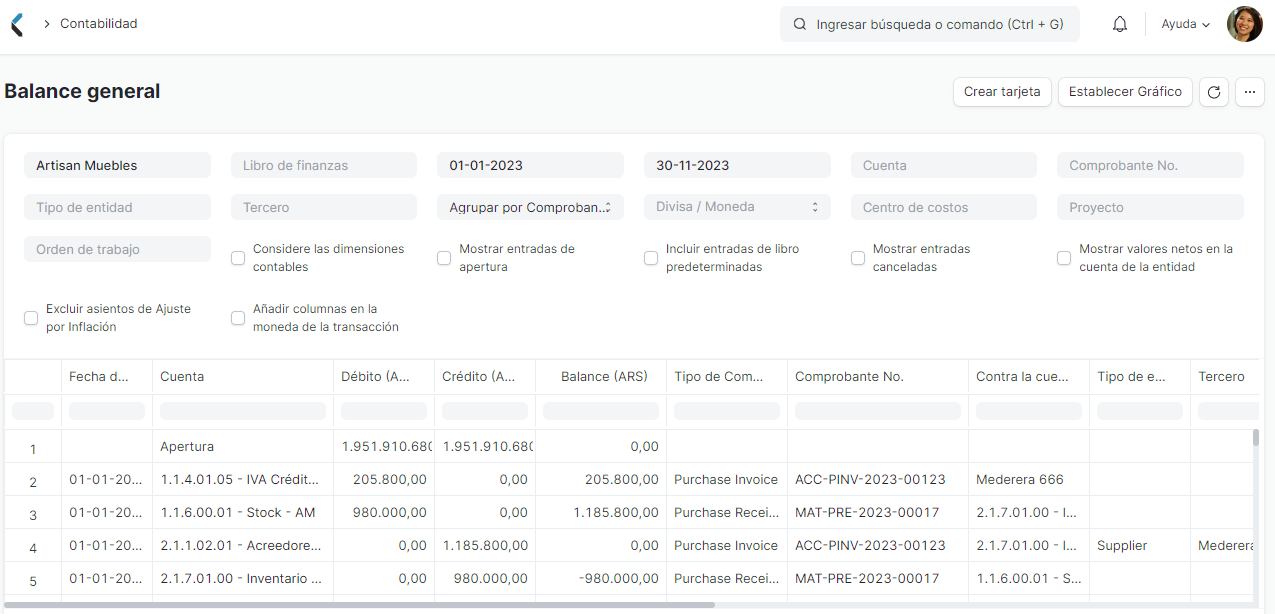 Contabilidad
Ingresar búsqueda o comando (Ctrl + G)
Ayuda
Balance general
Crear tarjeta
Establecer Gráfico
Artisan Muebles
Libro de finanzas
01-01-2023
30-11-2023
Cuenta
Comprobante No.
Tipo de entidad
Tercero
Agrupar por Comproban...
Divisa / Moneda
Centro de costos
Proyecto
Orden de trabajo
Considere las dimensiones
contables
Mostrar entradas de
apertura
Incluir entradas de libro
predeterminadas
Mostrar entradas
canceladas
Mostrar valores netos en la
cuenta de la entidad
Excluir asientos de Ajuste
por Inflación
Añadir columnas en la
moneda de la transacción
Fecha d... Cuenta Débito (A... Crédito (A... Balance (ARS) Tipo de Com... Comprobante No. Contra la cue... Tipo de e... Tercero
1 Apertura 1.951.910.680 1.951.910.680 0,00
2 01-01-20... 1.1.4.01.05 - IVA Crédit... 205.800,00 0,00 205.800,00 Purchase Invoice ACC-PINV-2023-00123 Mederera 666
3 01-01-20... 1.1.6.00.01 - Stock - AM 980.000,00 0,00 1.185.800,00 Purchase Recei... MAT-PRE-2023-00017 2.1.7.01.00 - I...
4 01-01-20... 2.1.1.02.01 - Acreedore... 0,00 1.185.800,00 0,00 Purchase Invoice ACC-PINV-2023-00123 2.1.7.01.00 - I... Supplier Mederera
5 01-01-20... 2.1.7.01.00 - Inventario ... 0,00 980.000,00 -980.000,00 Purchase Recei... MAT-PRE-2023-00017 1.1.6.00.01 - S...